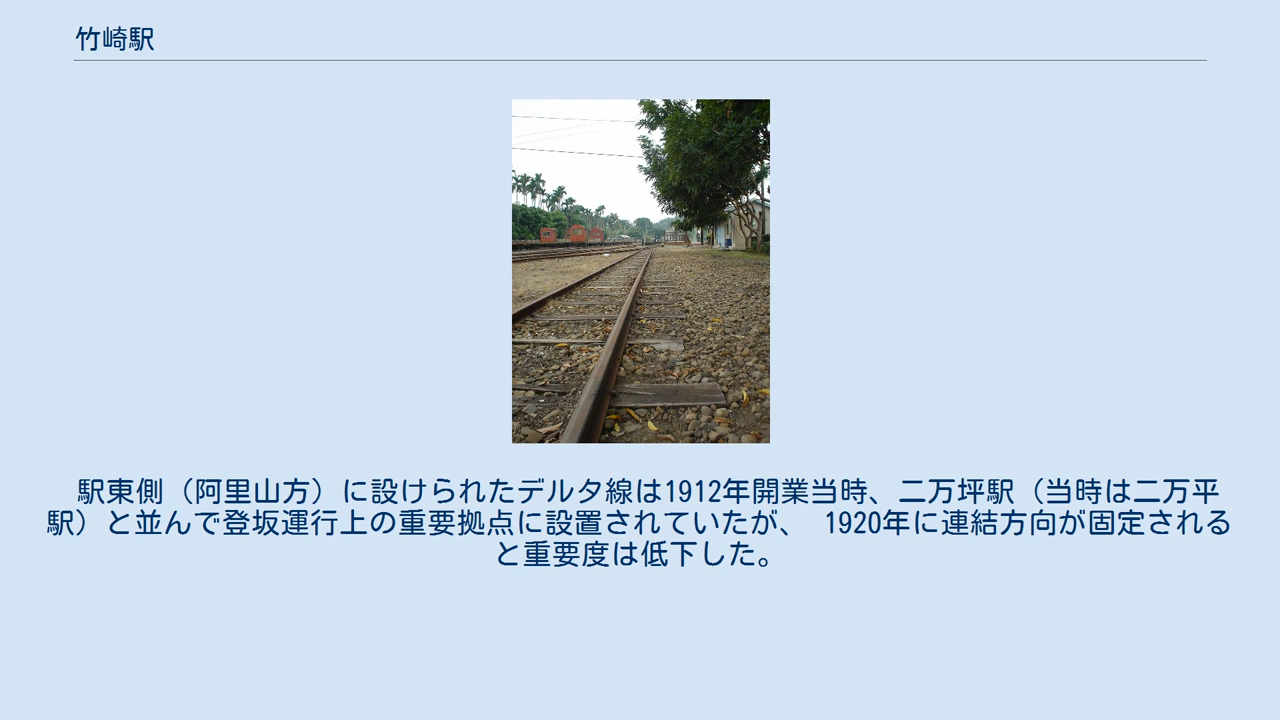 竹崎駅
駅東側（阿里山方）に設けられたデルタ線は1912年開業当時、二万坪駅（当時は二万平
駅）と並んで登坂運行上の重要拠点に設置されていたが、 1920年に連結方向が固定される
と重要度は低下した。